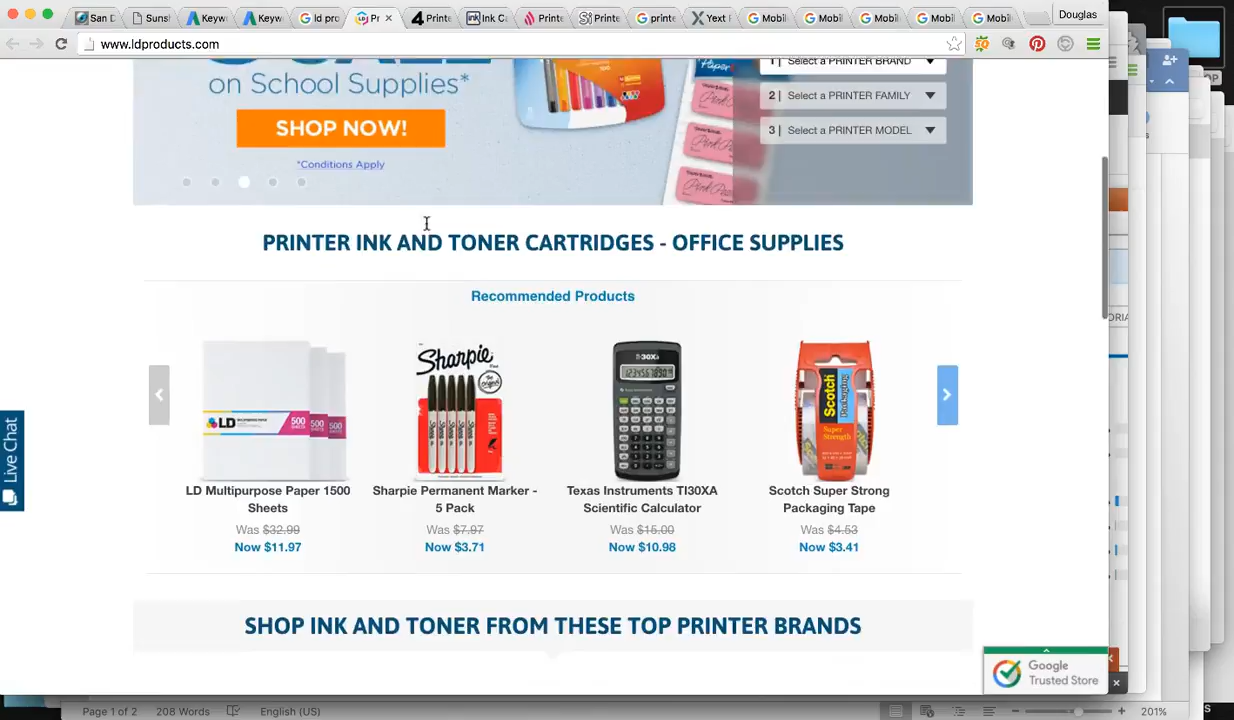 San D
Suns
Keyw
Keyw
ld pro
Pr
Printe
Ink C
Printe
Printe
printe
Yext
Mobil
Mobil
Mobil
Mobil
Mobil
Douglas
www.ldproducts.com
on School Supplies*
SHOP NOW!
*Conditions Apply
1 | Select a PRINTER BRAND
2 | Select a PRINTER FAMILY
3 | Select a PRINTER MODEL
PRINTER INK AND TONER CARTRIDGES - OFFICE SUPPLIES
Recommended Products
LD Multipurpose Paper 1500 Sheets
Was $32.99
Now $11.97
Sharpie Permanent Marker - 5 Pack
Was $7.97
Now $3.71
Texas Instruments TI30XA Scientific Calculator
Was $15.00
Now $10.98
Scotch Super Strong Packaging Tape
Was $4.53
Now $3.41
Live Chat
SHOP INK AND TONER FROM THESE TOP PRINTER BRANDS
Google
Trusted Store
Page 1 of 2
208 Words
English (US)
201%